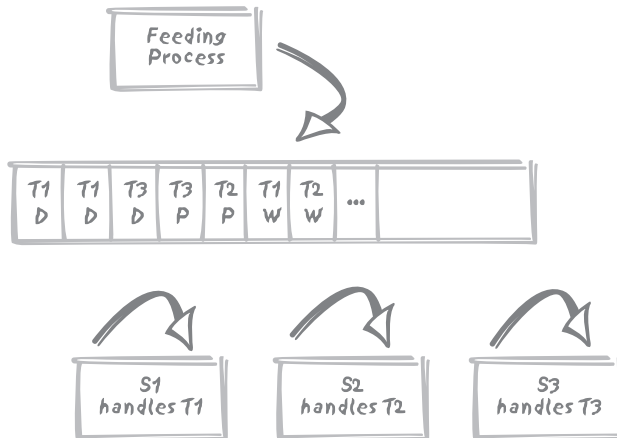 Feeding
Process
T1 T1 T3 T3 T2 T1 T2
D D D P P W W ...
S1
handles T1
S2
handles T2
S3
handles T3